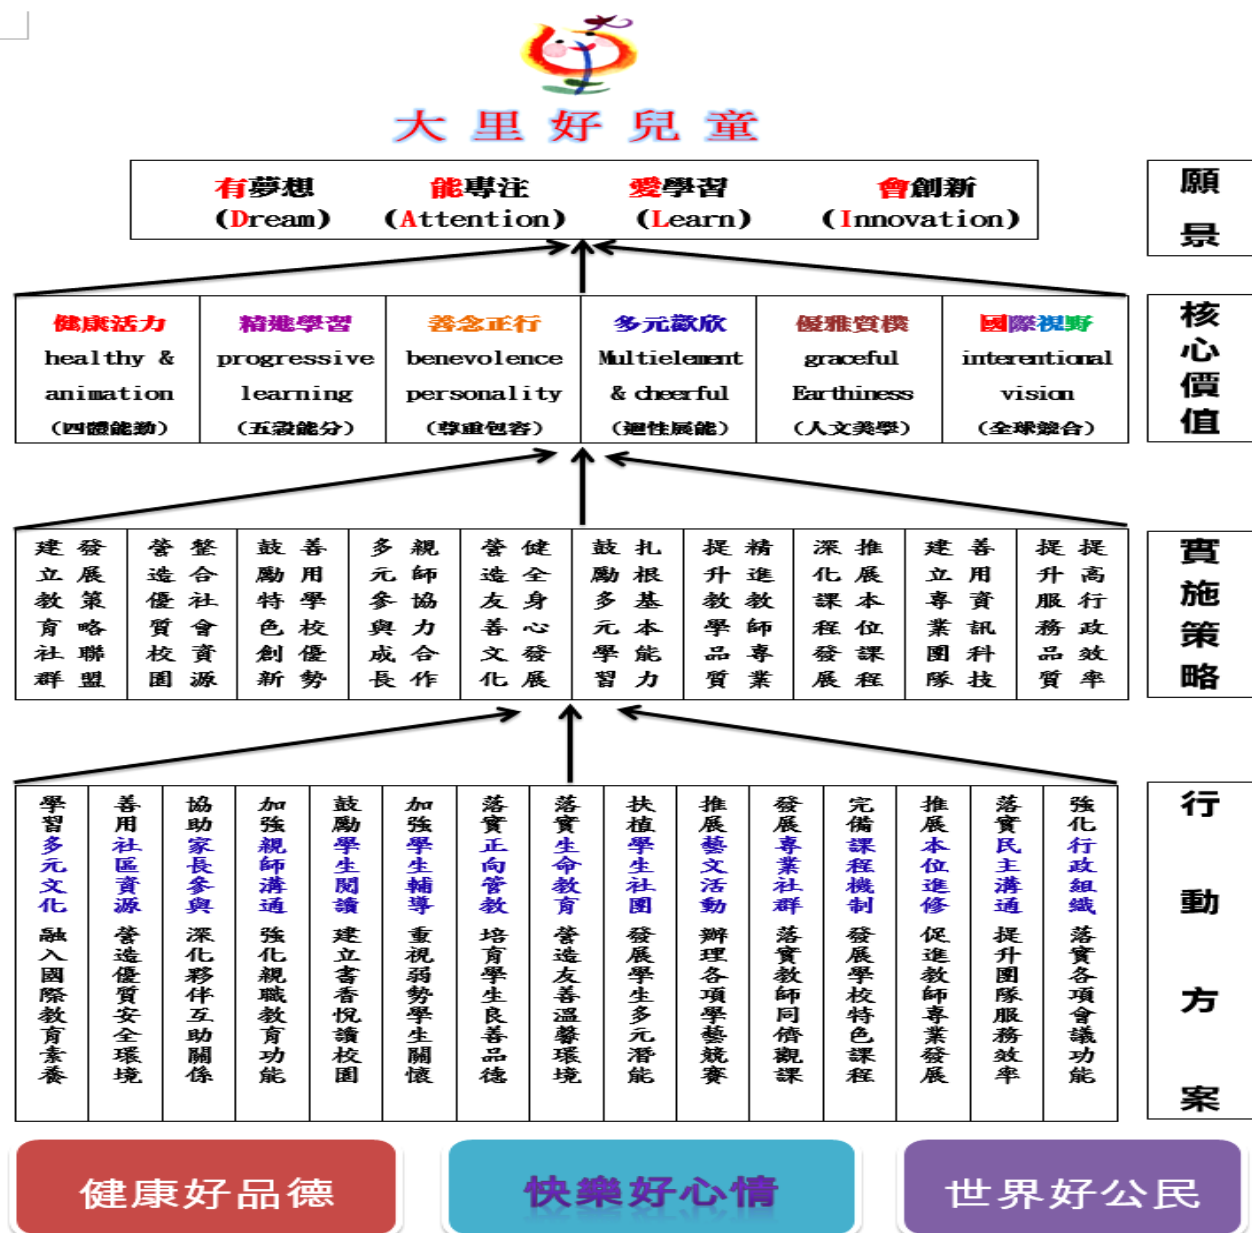 大里好兒童
有夢想
(Dream)
能專注
(Attention)
愛學習
(Learn)
會創新
(Innovation)
願景
健康活力
healthy &
animation
(四體能勤)
精進學習
progressive
learning
(五穀能分)
善念正行
benevolence
personality
(尊重包容)
多元歡欣
Multielement
& cheerful
(適性展能)
優雅質樸
graceful
Earthiness
(人文美學)
國際視野
interentional
vision
(全球競合)
核心價值
提高行政效率
提升服務品質
善用資訊科技
建立專業團隊
推展本位課程
深化課程發展
精進教師專業
提升教學品質
扎根基本能力
鼓勵多元學習
健全身心發展
營造友善文化
親師協力合作
多元參與成長
善用學校優勢
鼓勵特色創新
整合社會資源
營造優質校園
發展策略聯盟
建立教育社群
實施策略
強化行政組織 落實各項會議功能
落實民主溝通 提升團隊服務效率
推展本位進修 促進教師專業發展
完備課程機制 發展學校特色課程
發展專業社群 落實教師同儕觀課
推展藝文活動 辦理各項學藝競賽
扶植學生社團 發展學生多元潛能
落實生命教育 營造友善溫馨環境
落實正向管教 培育學生良善品德
加強學生輔導 重視弱勢學生關懷
鼓勵學生閱讀 建立書香悅讀校園
加強親師溝通 強化親職教育功能
協助家長參與 深化夥伴互助關係
善用社區資源 營造優質安全環境
學習多元文化 融入國際教育素養
行動方案
健康好品德
快樂好心情
世界好公民